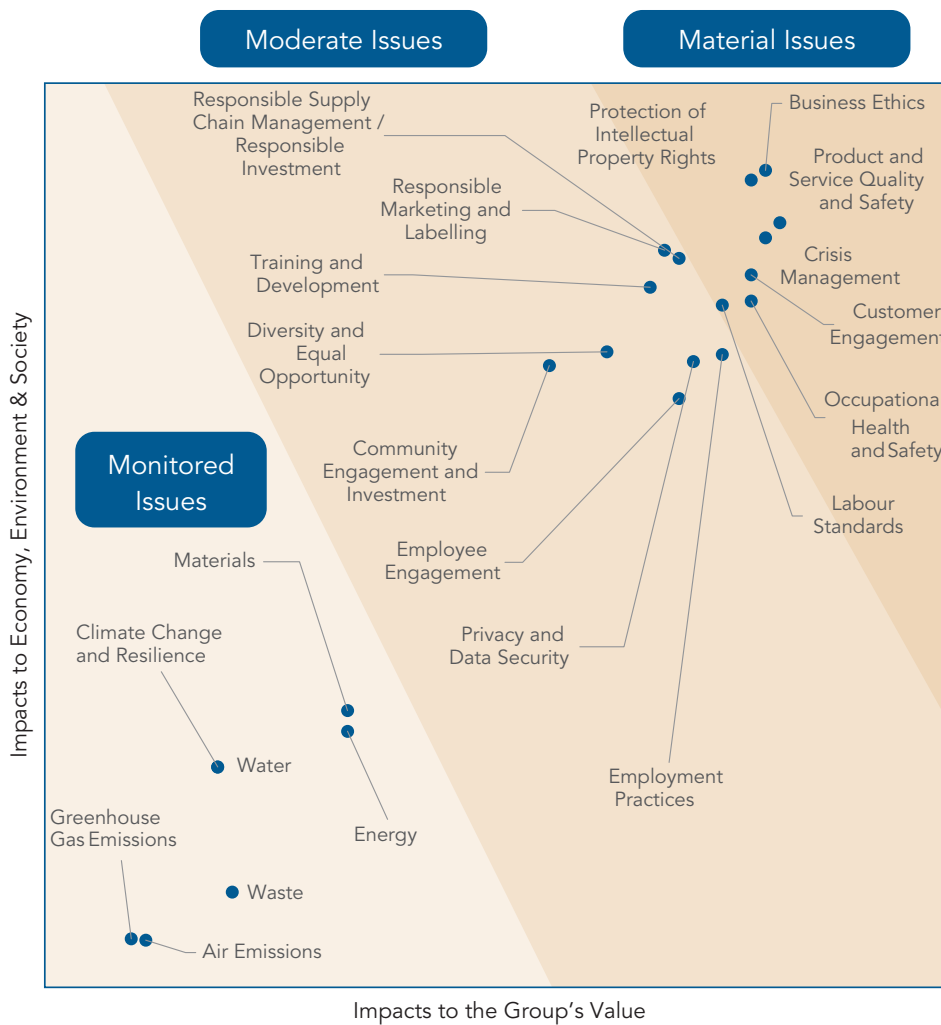 Moderate Issues
Material Issues
Responsible Supply
Chain Management /
Responsible
Investment
Protection of
Intellectual
Property Rights
Business Ethics
Product and
Service Quality
and Safety
Responsible
Marketing and
Labelling
Training and
Development
Crisis
Management
Customer
Engagement
Diversity and
Equal
Opportunity
Occupational
Health
and Safety
Community
Engagement and
Investment
Monitored
Issues
Labour
Standards
Employee
Engagement
Materials
Privacy and
Data Security
Climate Change
and Resilience
Water
Employment
Practices
Greenhouse
Gas Emissions
Energy
Waste
Air Emissions
Impacts to Economy, Environment & Society
Impacts to the Group's Value